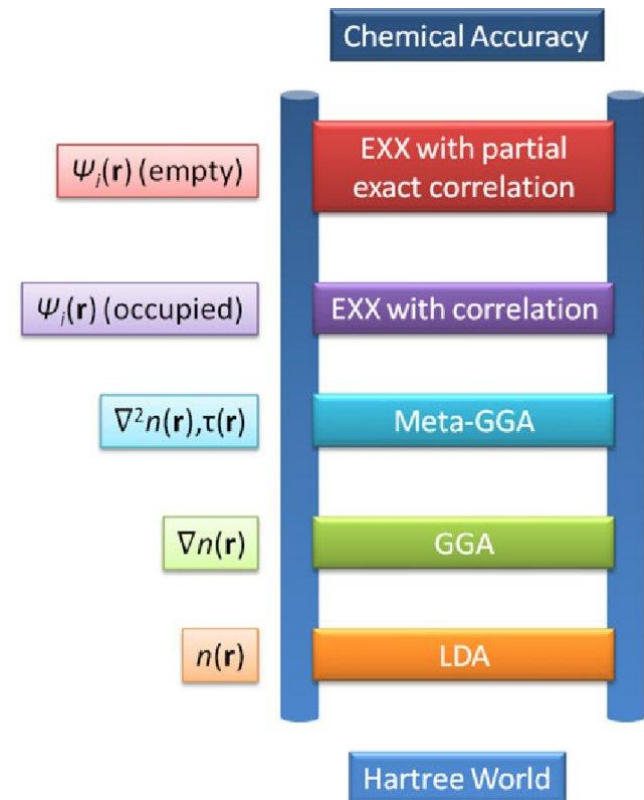 Chemical Accuracy
Ψᵢ(r) (empty)
EXX with partial
exact correlation
Ψᵢ(r) (occupied)
EXX with correlation
∇²n(r),τ(r)
Meta-GGA
∇n(r)
GGA
n(r)
LDA
Hartree World